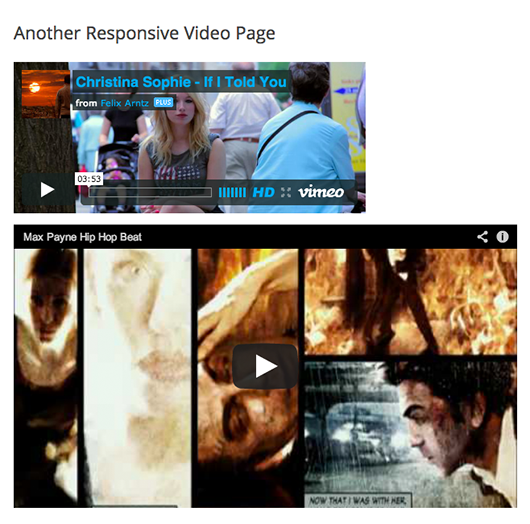 Another Responsive Video Page
Christina Sophie - If I Told You
from Felix Arntz PLUS
03:53
HD vimeo
Max Payne Hip Hop Beat
NOW THAT I WAS WITH HER,